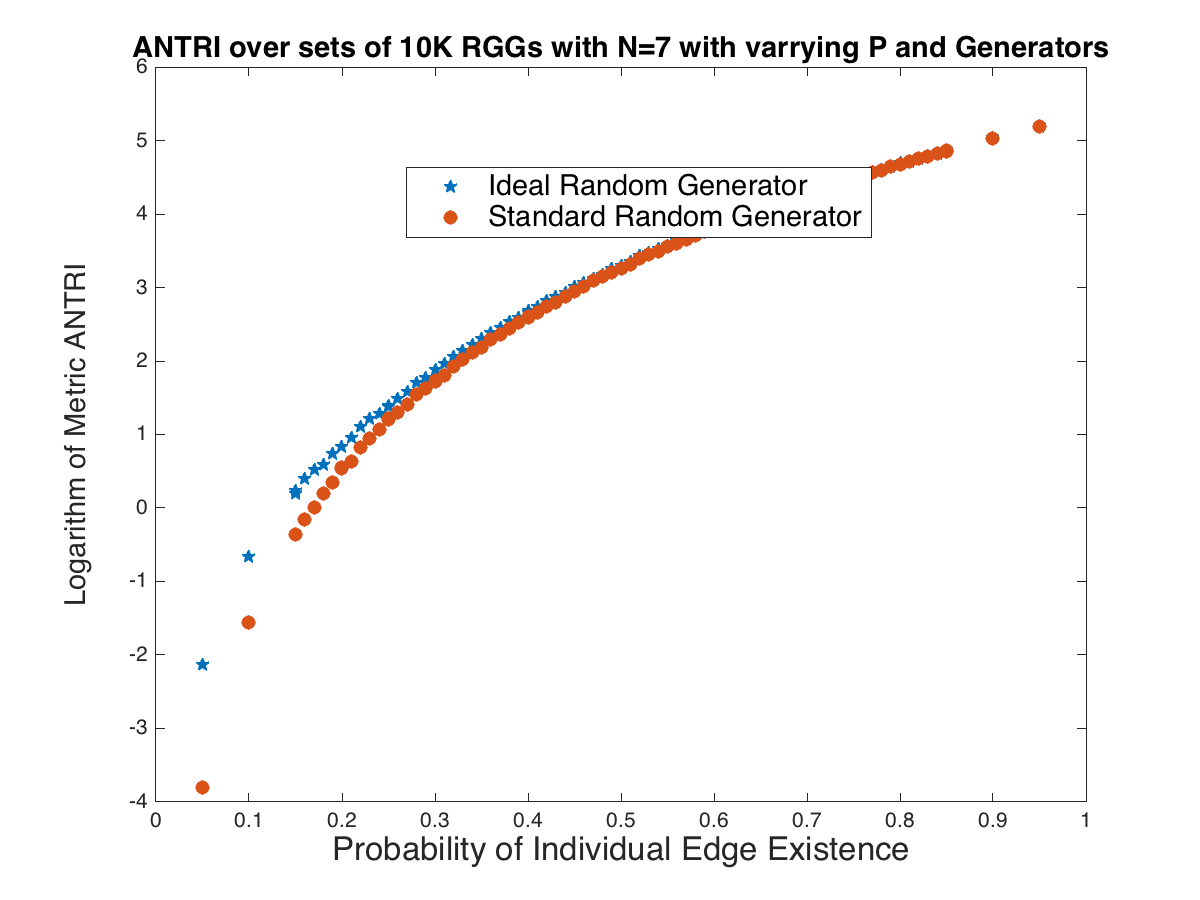 ANTRI over sets of 10K RGGs with N=7 with varrying P and Generators
6
5
4
3
2
1
0
-1
-2
-3
-4
Logarithm of Metric ANTRI
Ideal Random Generator
Standard Random Generator
0 0.1 0.2 0.3 0.4 0.5 0.6 0.7 0.8 0.9 1
Probability of Individual Edge Existence